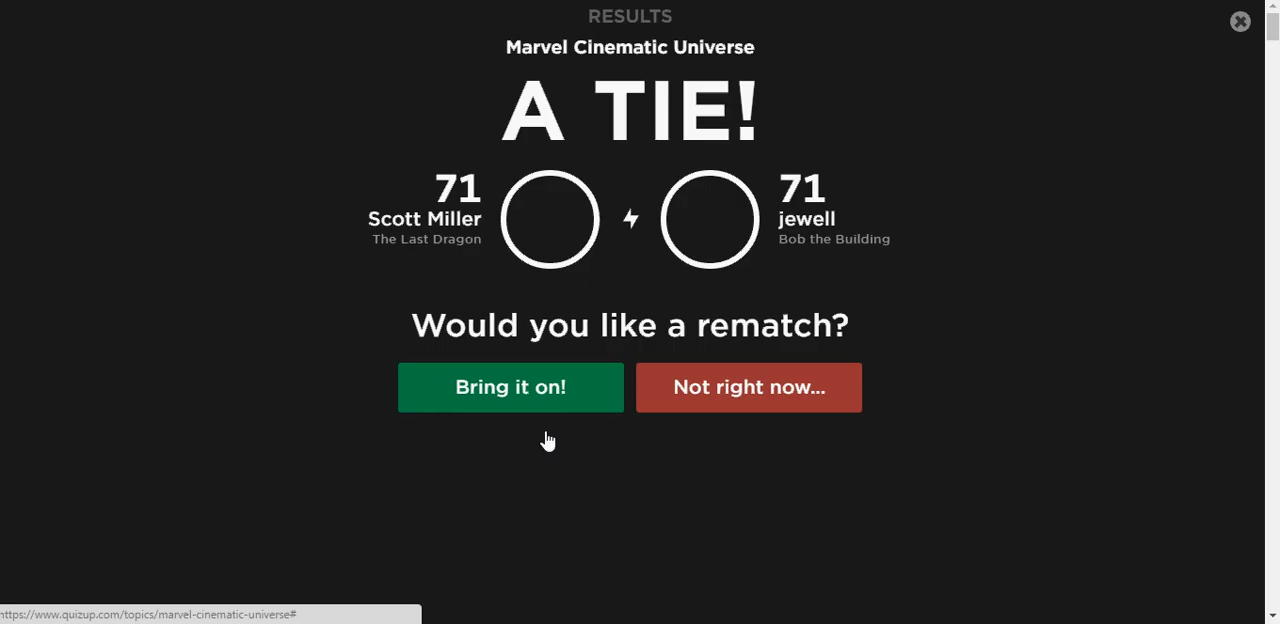 RESULTS
Marvel Cinematic Universe
A TIE!
71
Scott Miller
The Last Dragon
71
jewell
Bob the Building
Would you like a rematch?
Bring it on!
Not right now...
https://www.quizup.com/topics/marvel-cinematic-universe#